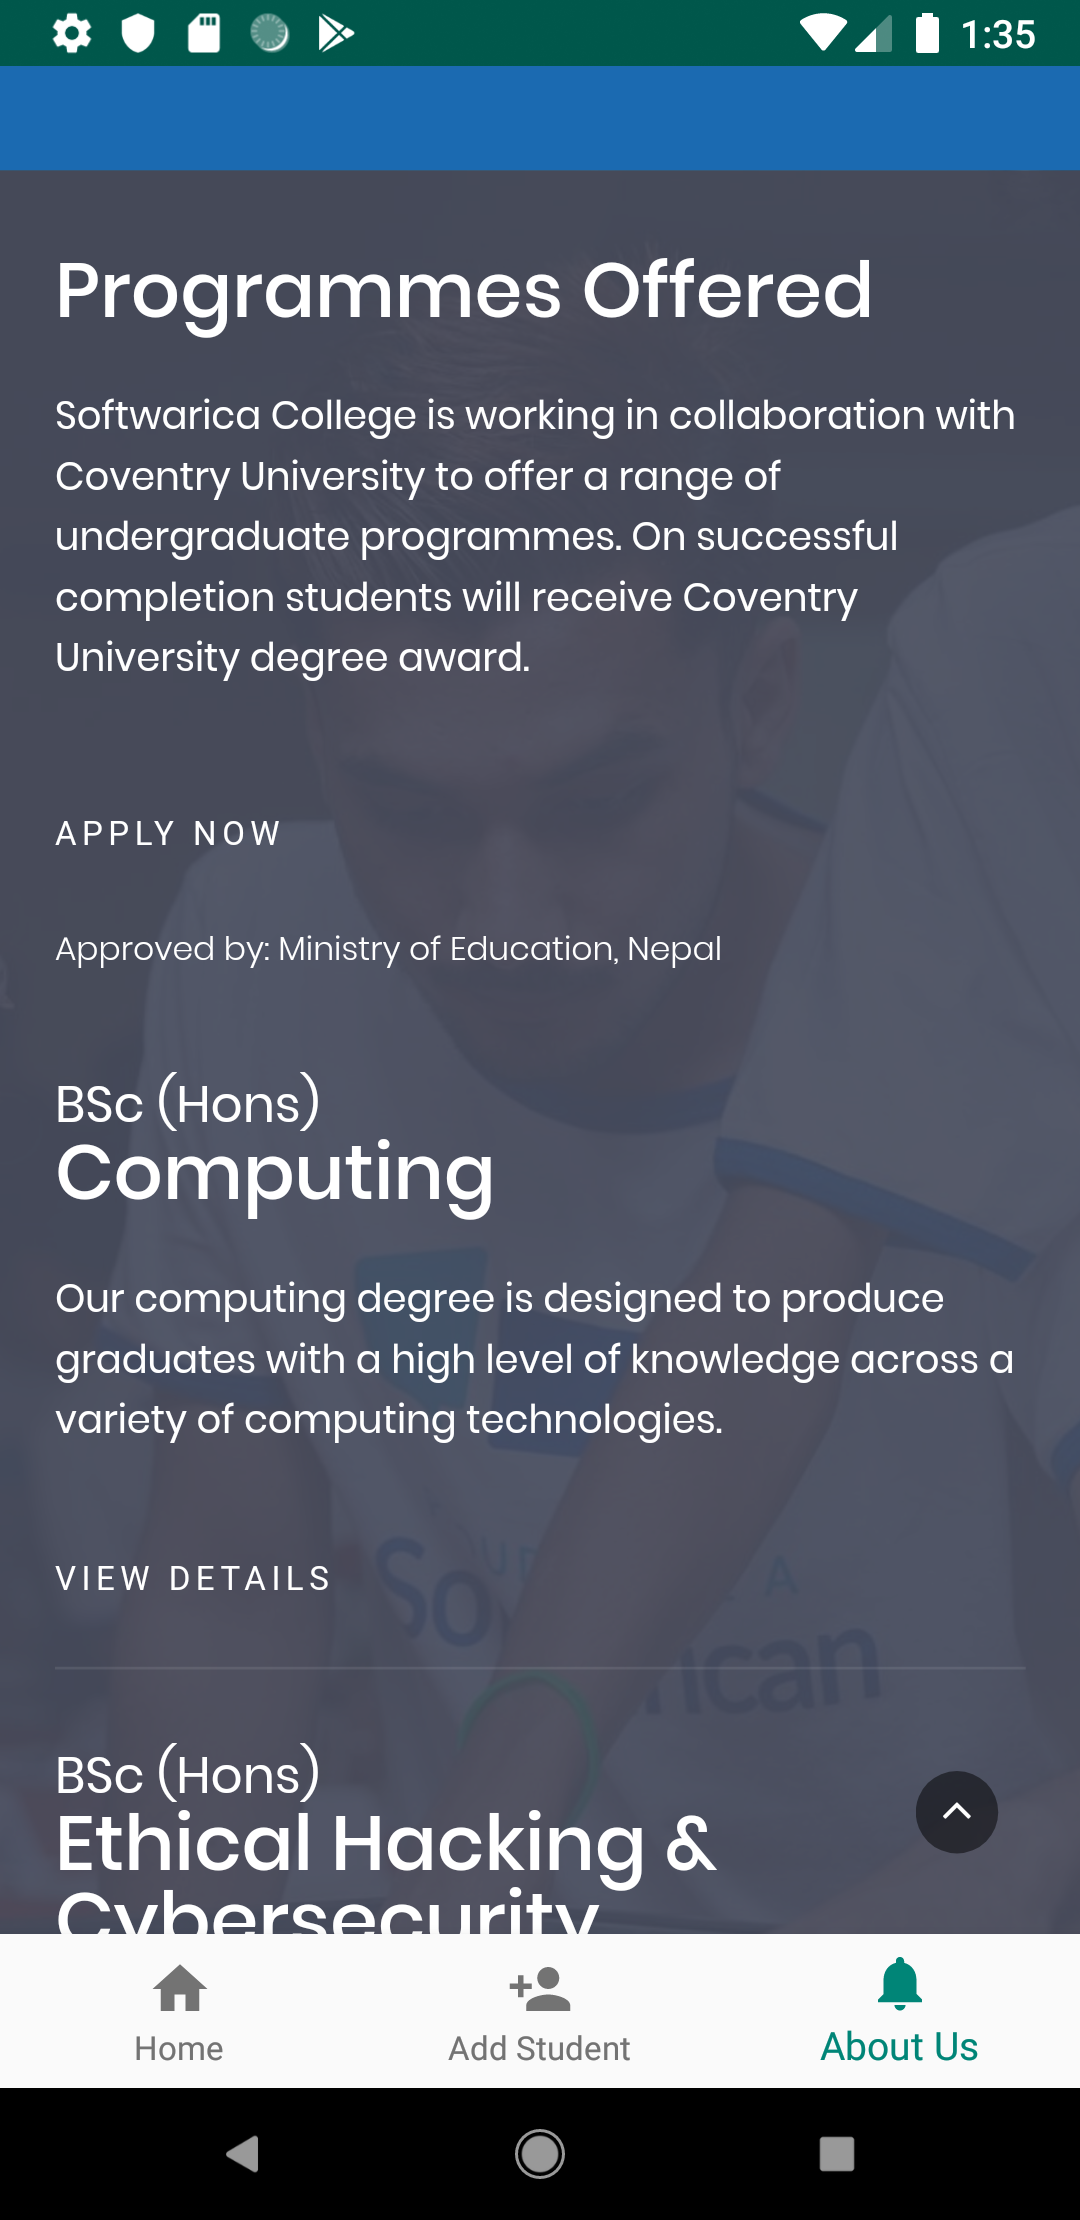 1:35
Programmes Offered
Softwarica College is working in collaboration with
Coventry University to offer a range of
undergraduate programmes. On successful
completion students will receive Coventry
University degree award.
APPLY NOW
Approved by: Ministry of Education, Nepal
BSc (Hons)
Computing
Our computing degree is designed to produce
graduates with a high level of knowledge across a
variety of computing technologies.
VIEW DETAILS
BSc (Hons)
Ethical Hacking &
Cybersecurity
Home
Add Student
About Us